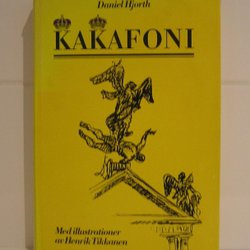 Daniel Hjorth
KAKAFONI
Med illustrationer
av Henrik Tikkanen